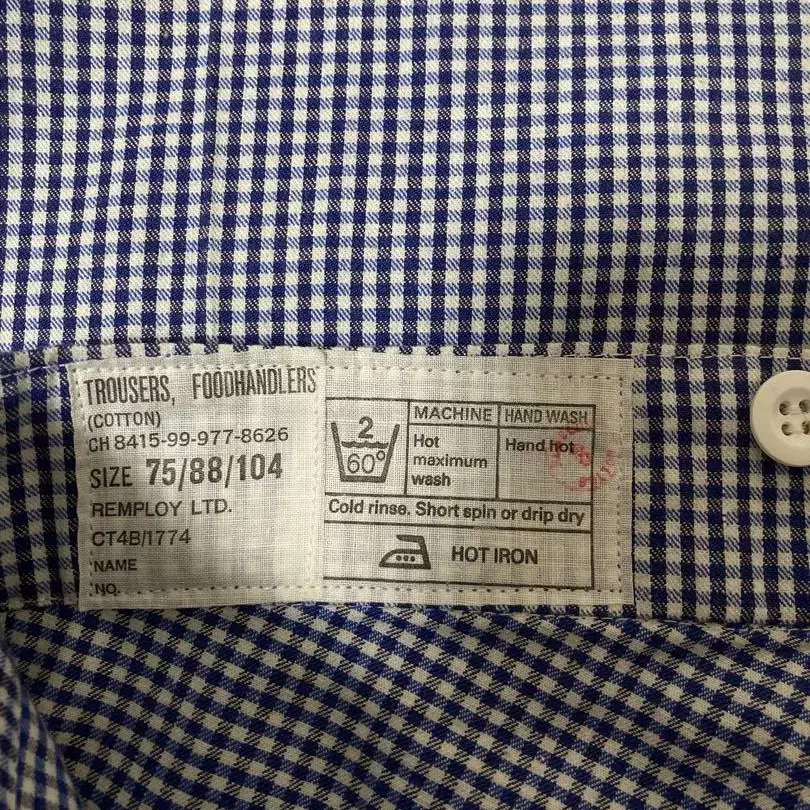 TROUSERS, FOODHANDLERS
(COTTON)
CH 8415-99-977-8626
SIZE 75/88/104
REMPLOY LTD.
CT4B/1774
NAME
NO.
2
60°
MACHINE
HAND WASH
Hot
maximum
wash
Hand hot
Cold rinse. Short spin or drip dry
HOT IRON